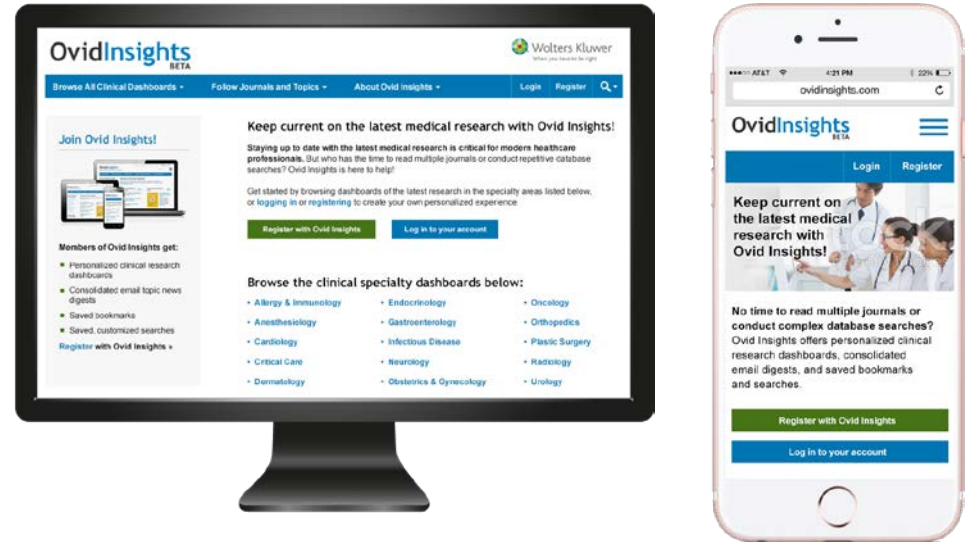 OvidInsights
BETA
Wolters Kluwer
When you have to be right
Browse All Clinical Dashboards
Follow Journals and Topics
About Ovid Insights
Login
Register
Join Ovid Insights!
Members of Ovid Insights get:
Personalized clinical research
dashboards
Consolidated email topic news
digests
Saved bookmarks
Saved, customized searches
Register with Ovid Insights »
Keep current on the latest medical research with Ovid Insights!
Staying up to date with the latest medical research is critical for modern healthcare
professionals. But who has the time to read multiple journals or conduct repetitive database
searches? Ovid Insights is here to help!
Get started by browsing dashboards of the latest research in the specialty areas listed below,
or logging in or registering to create your own personalized experience
Register with Ovid Insights
Log in to your account
Browse the clinical specialty dashboards below:
• Allergy & Immunology
• Endocrinology
• Oncology
• Anesthesiology
• Gastroenterology
• Orthopedics
• Cardiology
• Infectious Disease
• Plastic Surgery
• Critical Care
• Neurology
• Radiology
• Dermatology
• Obstetrics & Gynecology
• Urology
AT&T
4:21 PM
22%
ovidinsights.com
OvidInsights
BETA
Login
Register
Keep current on
the latest medical
research with
Ovid Insights!
No time to read multiple journals or
conduct complex database searches?
Ovid Insights offers personalized clinical
research dashboards, consolidated
email digests, and saved bookmarks
and searches.
Register with Ovid Insights
Log in to your account